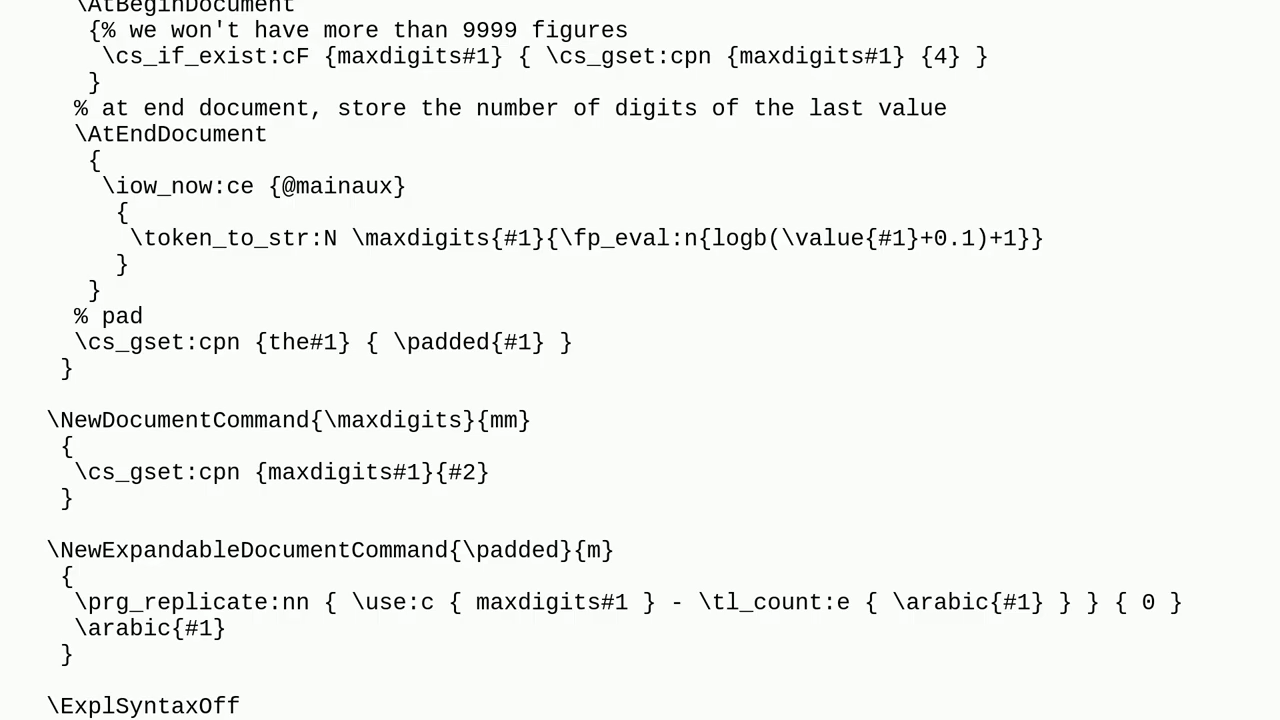 \AtBeginDocument
{% we won't have more than 9999 figures
\cs_if_exist:cF {maxdigits#1} { \cs_gset:cpn {maxdigits#1} {4} }
}
% at end document, store the number of digits of the last value
\AtEndDocument
{
\iow_now:ce {@mainaux}
{
\token_to_str:N \maxdigits{#1}{\fp_eval:n{logb(\value{#1}+0.1)+1}}
}
}
% pad
\cs_gset:cpn {the#1} { \padded{#1} }
}
\NewDocumentCommand{\maxdigits}{mm}
{
\cs_gset:cpn {maxdigits#1}{#2}
}
\NewExpandableDocumentCommand{\padded}{m}
{
\prg_replicate:nn { \use:c { maxdigits#1 } - \tl_count:e { \arabic{#1} } } { 0 }
\arabic{#1}
}
\ExplSyntaxOff